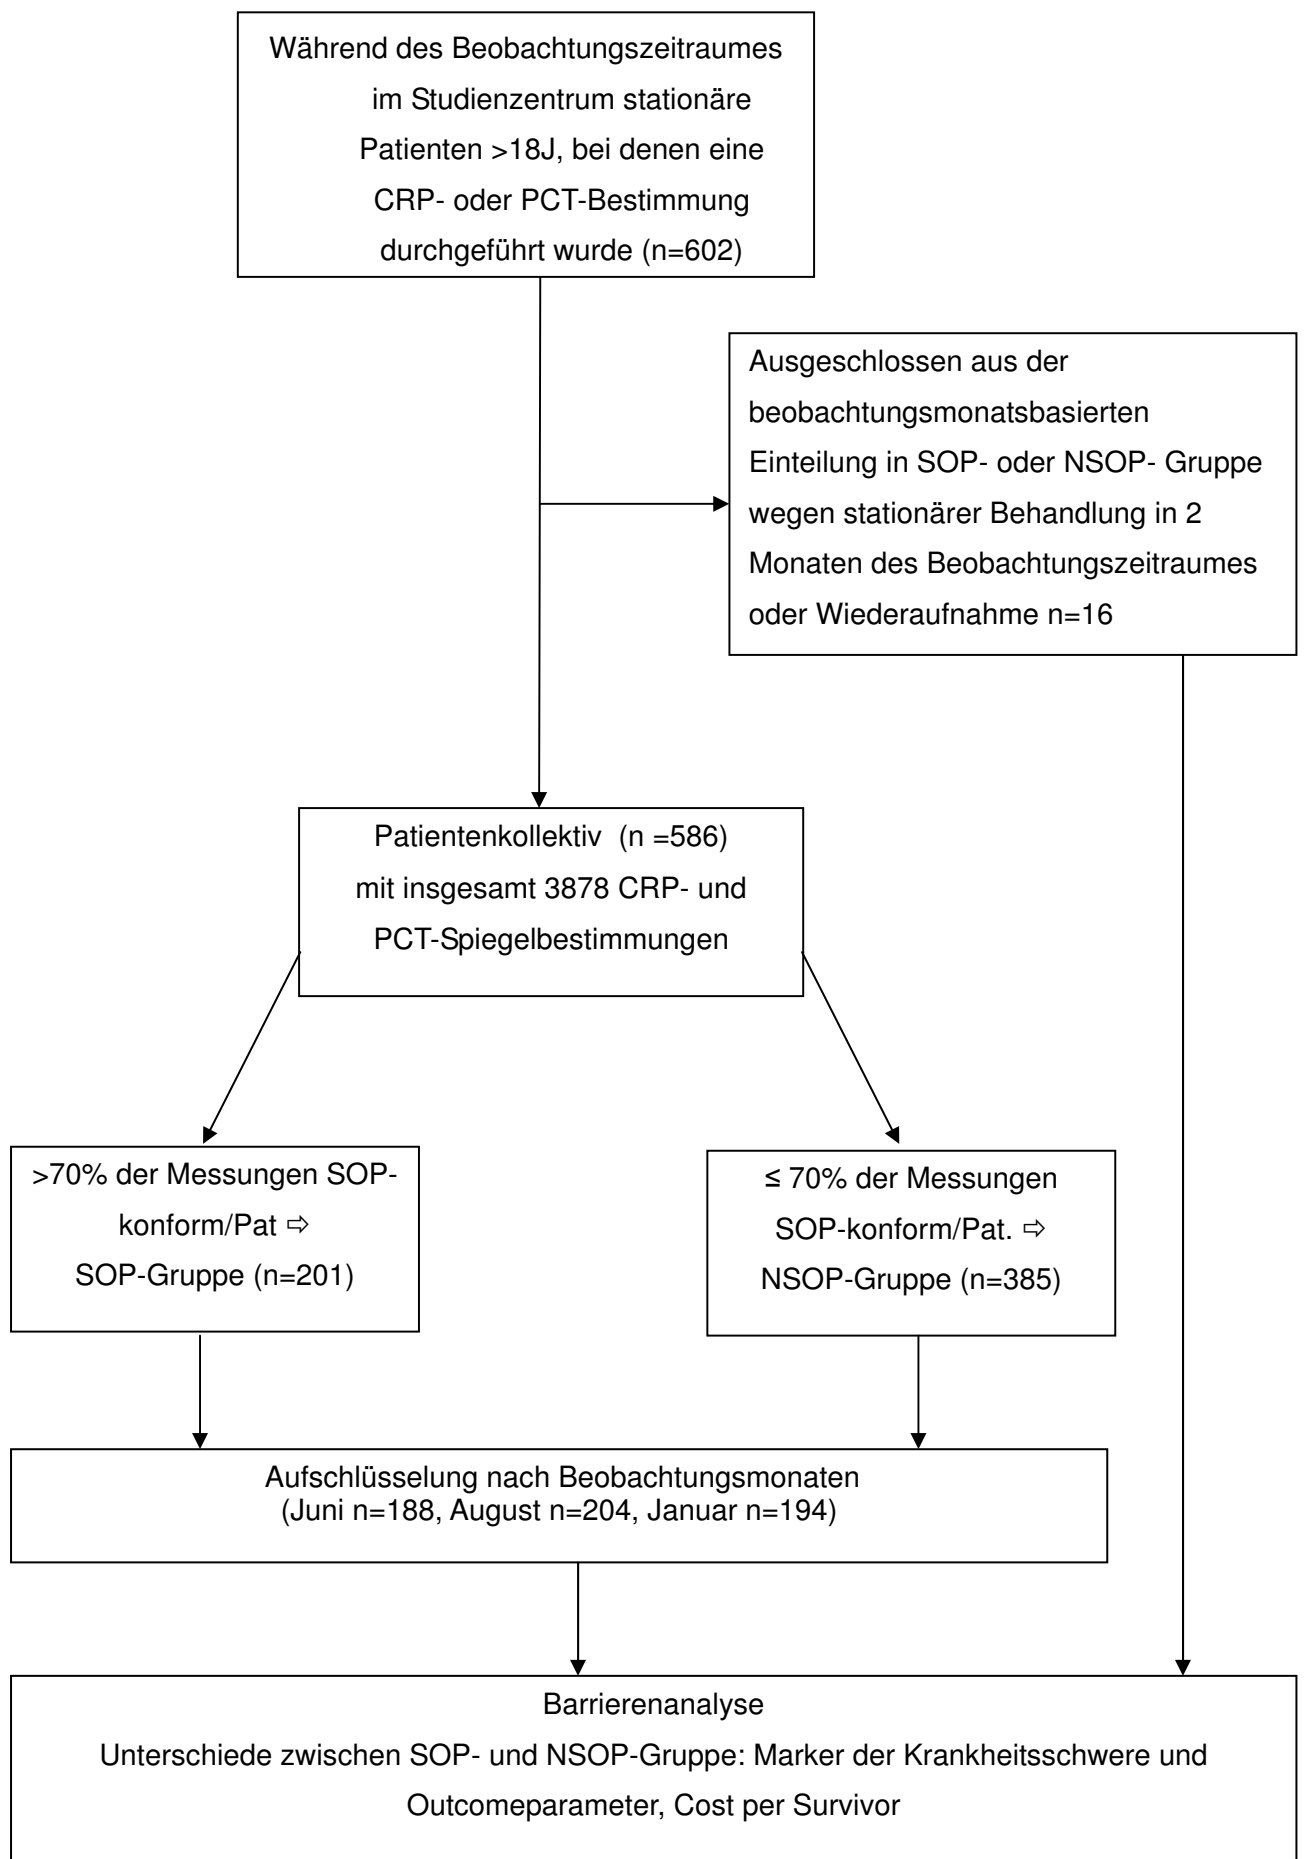 Während des Beobachtungszeitraumes
im Studienzentrum stationäre
Patienten >18J, bei denen eine
CRP- oder PCT-Bestimmung
durchgeführt wurde (n=602)
Ausgeschlossen aus der
beobachtungsmonatsbasierten
Einteilung in SOP- oder NSOP- Gruppe
wegen stationärer Behandlung in 2
Monaten des Beobachtungszeitraumes
oder Wiederaufnahme n=16
Patientenkollektiv (n =586)
mit insgesamt 3878 CRP- und
PCT-Spiegelbestimmungen
>70% der Messungen SOP-
konform/Pat ⇨
SOP-Gruppe (n=201)
≤ 70% der Messungen
SOP-konform/Pat. ⇨
NSOP-Gruppe (n=385)
Aufschlüsselung nach Beobachtungsmonaten
(Juni n=188, August n=204, Januar n=194)
Barrierenanalyse
Unterschiede zwischen SOP- und NSOP-Gruppe: Marker der Krankheitsschwere und
Outcomeparameter, Cost per Survivor